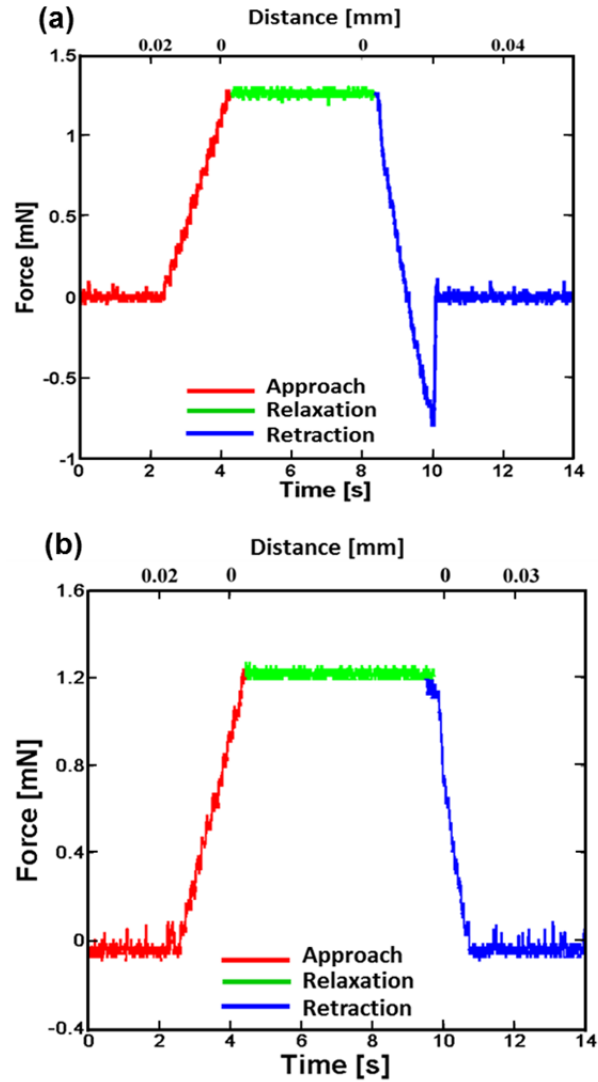 (a)
Distance [mm]
0.02 0 0 0.04
1.5
1
0.5
0
-0.5
-1
Force [mN]
Approach
Relaxation
Retraction
0 2 4 6 8 10 12 14
Time [s]
(b)
Distance [mm]
0.02 0 0 0.03
1.6
1.2
0.8
0.4
0
-0.4
Force [mN]
Approach
Relaxation
Retraction
0 2 4 6 8 10 12 14
Time [s]